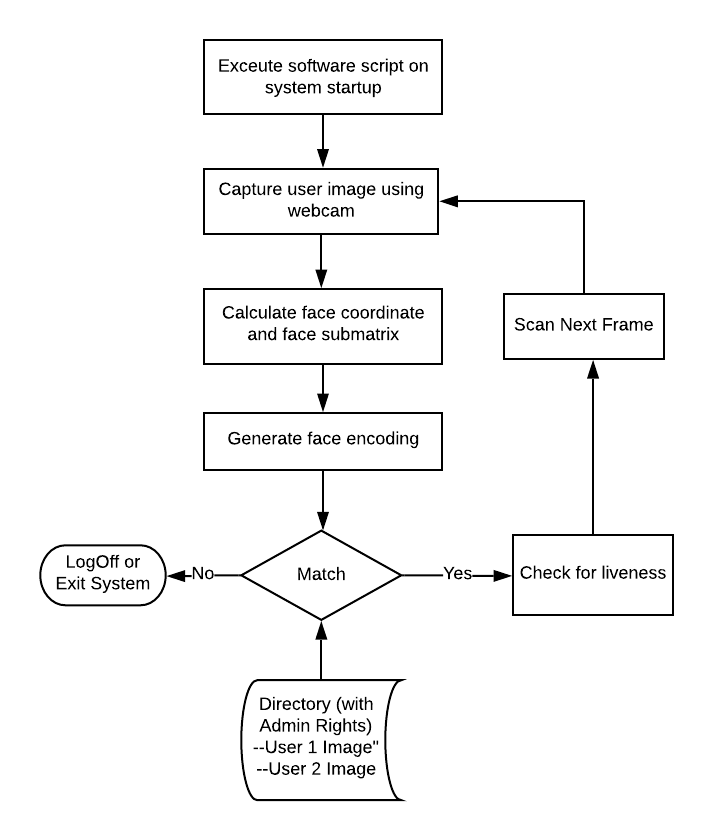 Exceute software script on
system startup
Capture user image using
webcam
Calculate face coordinate
and face submatrix
Scan Next Frame
Generate face encoding
LogOff or
Exit System
No
Match
Yes
Check for liveness
Directory (with
Admin Rights)
--User 1 Image"
--User 2 Image